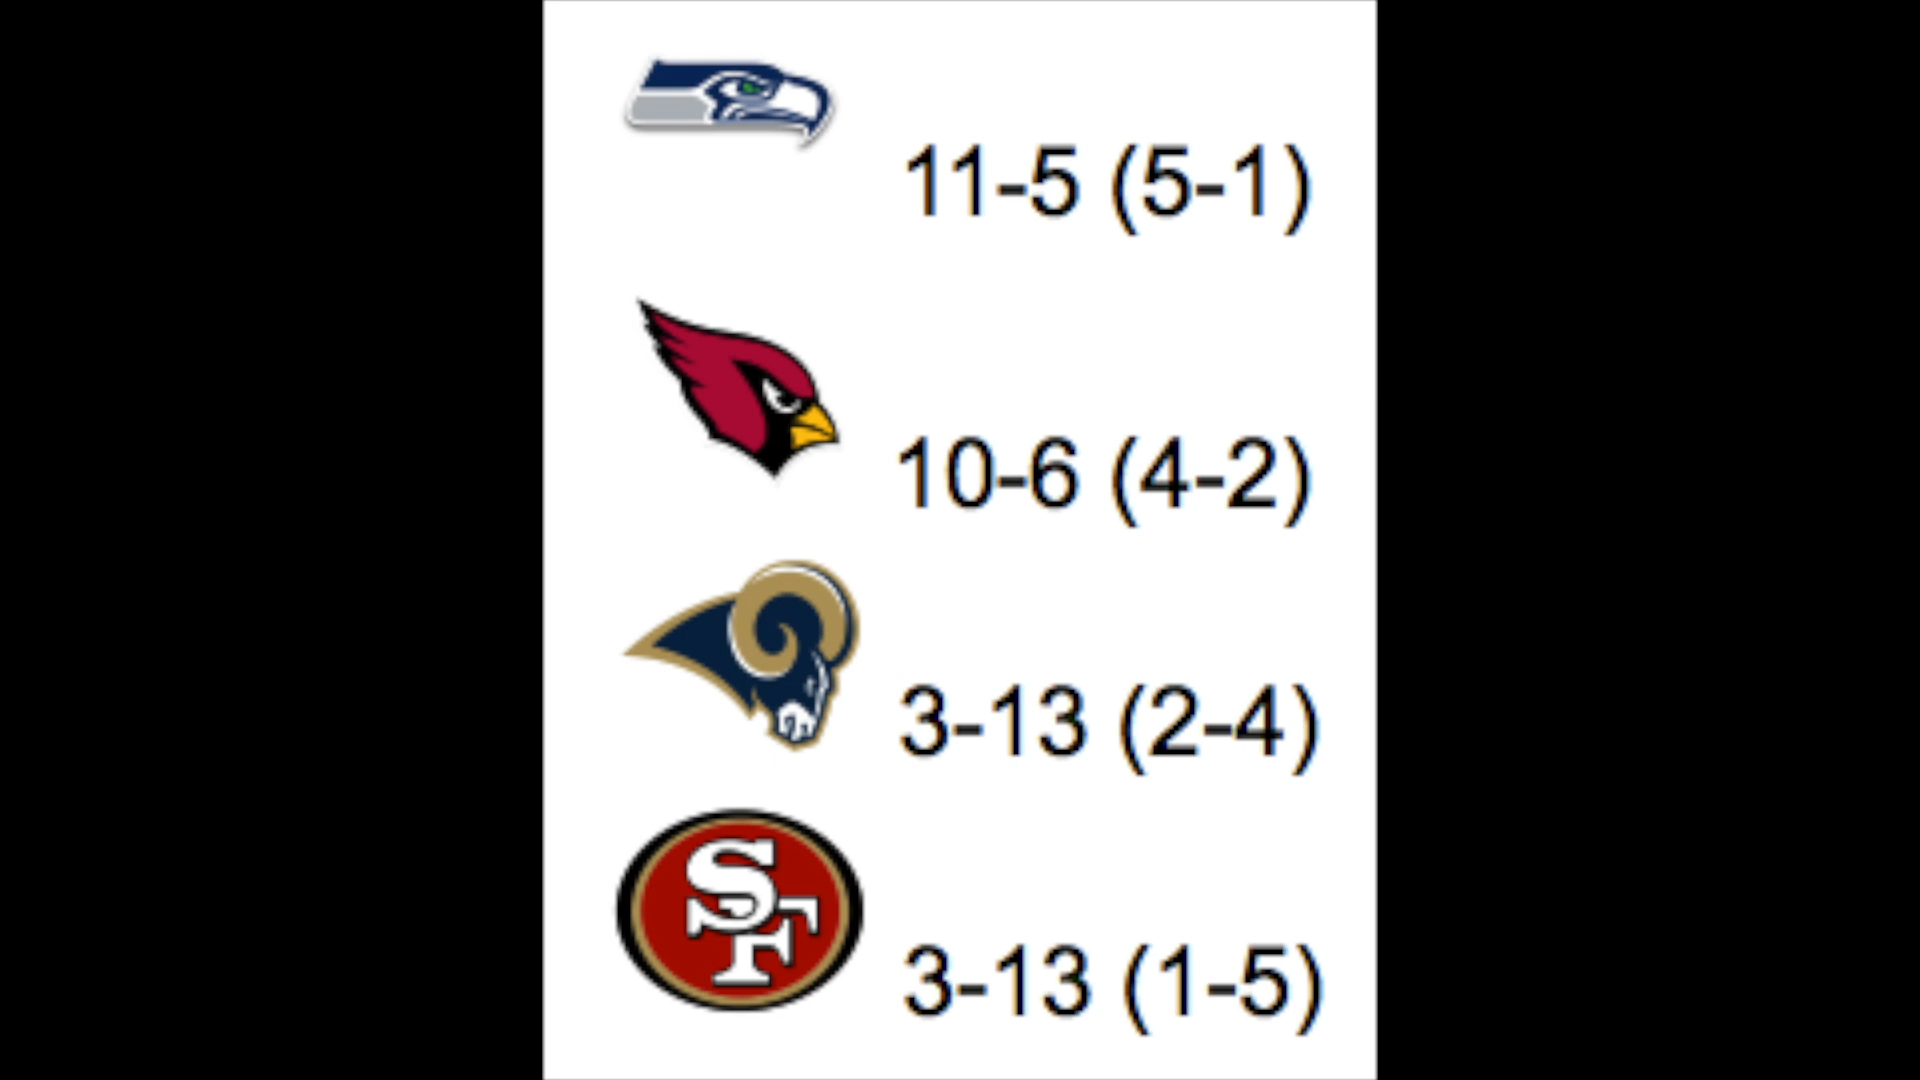 11-5 (5-1)
10-6 (4-2)
3-13 (2-4)
SF
3-13 (1-5)